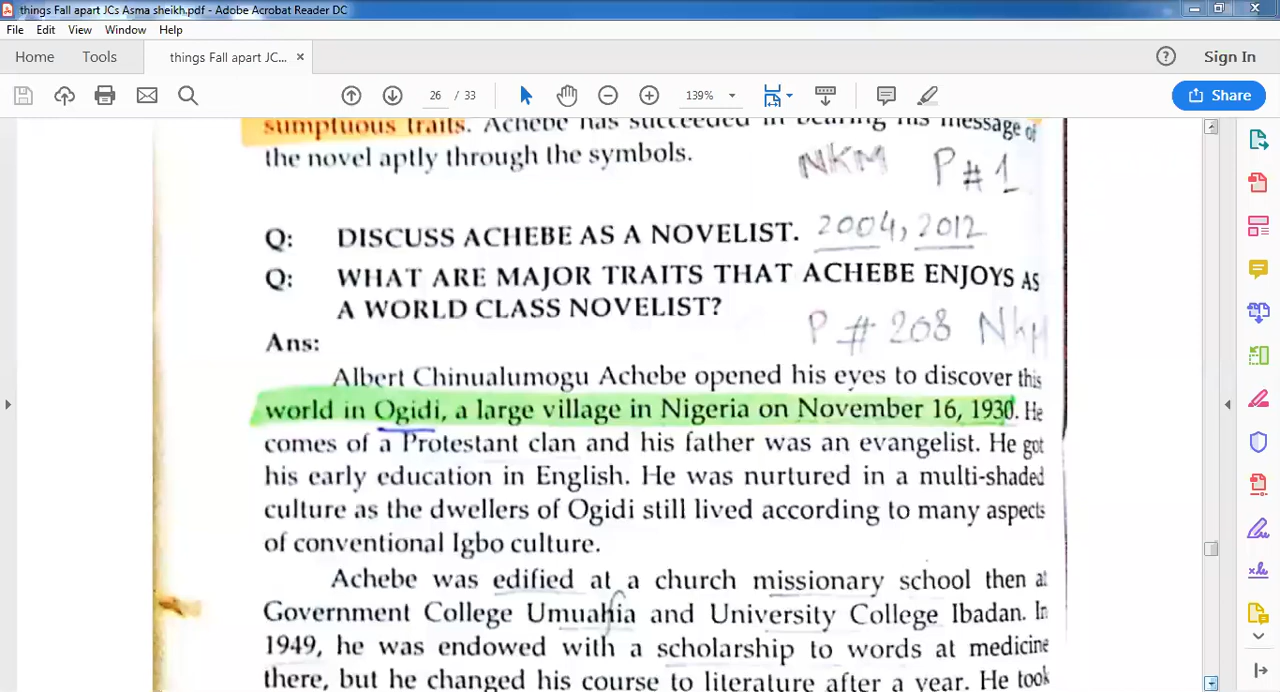 things Fall apart JCs Asma sheikh.pdf - Adobe Acrobat Reader DC
File Edit View Window Help
Home Tools things Fall apart JC... × ? Sign In
26 / 33 139% Share
sumptuous traits. Achebe has succeeded in bearing his message of
the novel aptly through the symbols.
NKM P # 1
Q: DISCUSS ACHEBE AS A NOVELIST. 2004, 2012
Q: WHAT ARE MAJOR TRAITS THAT ACHEBE ENJOYS AS
A WORLD CLASS NOVELIST?
P # 208
Ans:
Albert Chinualumogu Achebe opened his eyes to discover this
world in Ogidi, a large village in Nigeria on November 16, 1930. He
comes of a Protestant clan and his father was an evangelist. He got
his early education in English. He was nurtured in a multi-shaded
culture as the dwellers of Ogidi still lived according to many aspects
of conventional Igbo culture.
Achebe was edified at a church missionary school then at
Government College Umuahia and University College Ibadan. In
1949, he was endowed with a scholarship to words at medicine
there, but he changed his course to literature after a year. He took